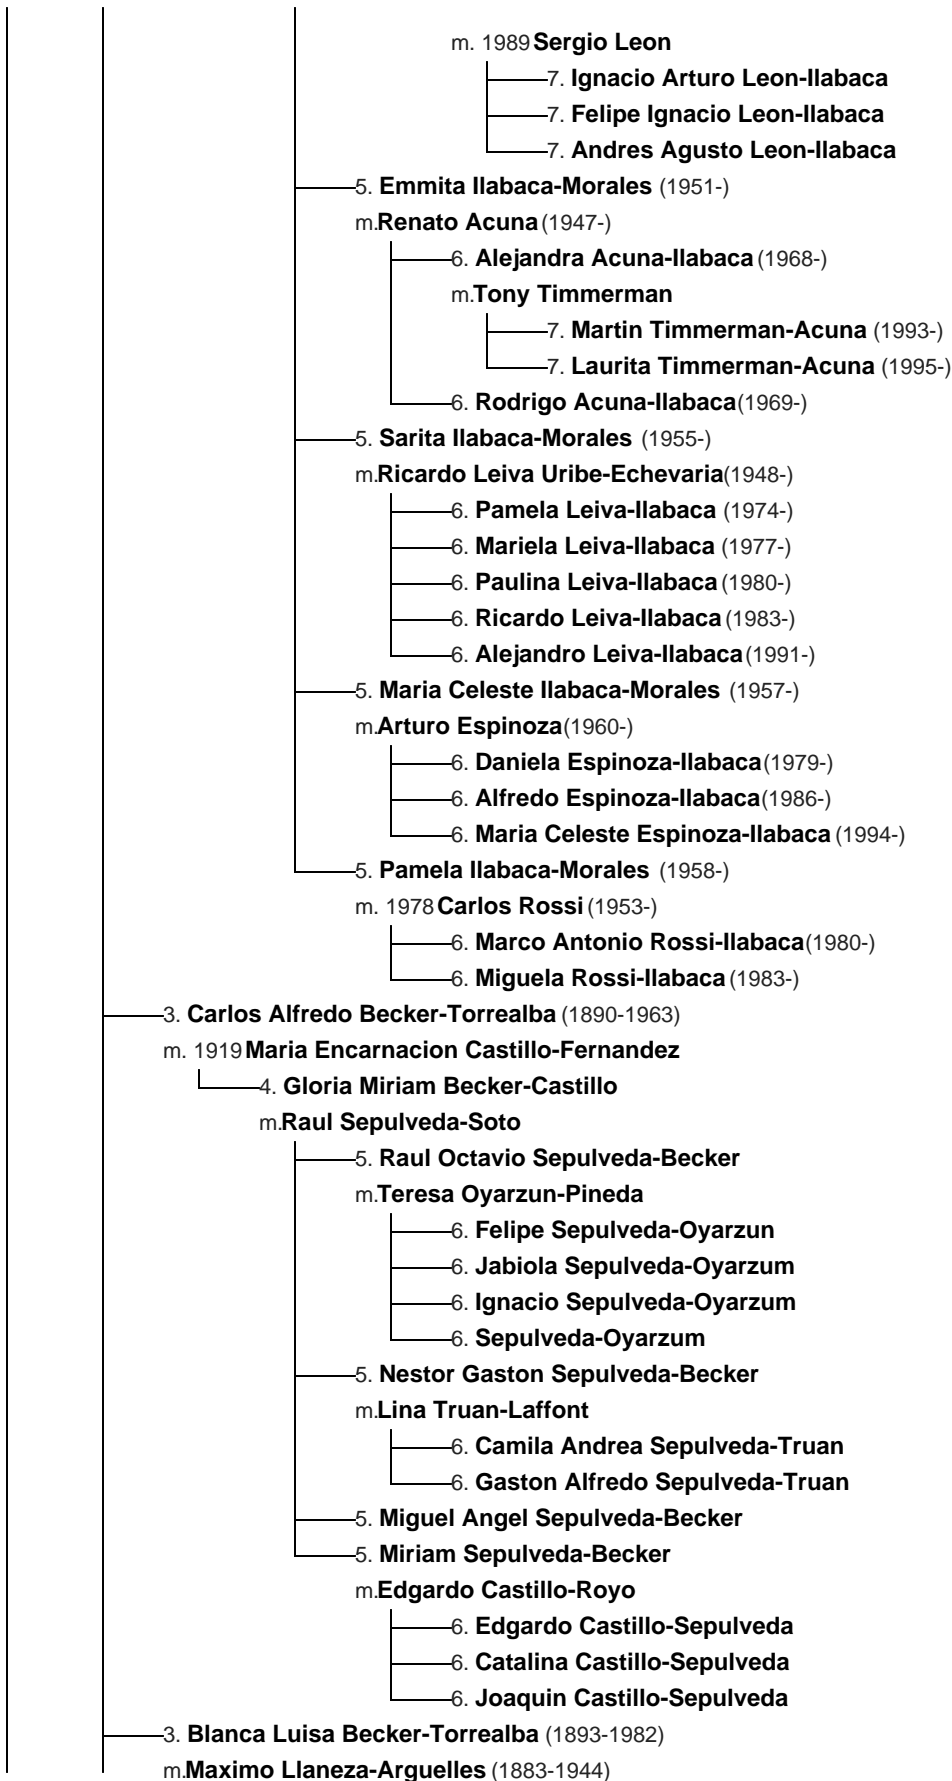 m. 1989 Sergio Leon
7. Ignacio Arturo Leon-Ilabaca
7. Felipe Ignacio Leon-Ilabaca
7. Andres Agusto Leon-Ilabaca
5. Emmita Ilabaca-Morales (1951-)
m. Renato Acuna (1947-)
6. Alejandra Acuna-Ilabaca (1968-)
m. Tony Timmerman
7. Martin Timmerman-Acuna (1993-)
7. Laurita Timmerman-Acuna (1995-)
6. Rodrigo Acuna-Ilabaca (1969-)
5. Sarita Ilabaca-Morales (1955-)
m. Ricardo Leiva Uribe-Echevaria (1948-)
6. Pamela Leiva-Ilabaca (1974-)
6. Mariela Leiva-Ilabaca (1977-)
6. Paulina Leiva-Ilabaca (1980-)
6. Ricardo Leiva-Ilabaca (1983-)
6. Alejandro Leiva-Ilabaca (1991-)
5. Maria Celeste Ilabaca-Morales (1957-)
m. Arturo Espinoza (1960-)
6. Daniela Espinoza-Ilabaca (1979-)
6. Alfredo Espinoza-Ilabaca (1986-)
6. Maria Celeste Espinoza-Ilabaca (1994-)
5. Pamela Ilabaca-Morales (1958-)
m. 1978 Carlos Rossi (1953-)
6. Marco Antonio Rossi-Ilabaca (1980-)
6. Miguela Rossi-Ilabaca (1983-)
3. Carlos Alfredo Becker-Torrealba (1890-1963)
m. 1919 Maria Encarnacion Castillo-Fernandez
4. Gloria Miriam Becker-Castillo
m. Raul Sepulveda-Soto
5. Raul Octavio Sepulveda-Becker
m. Teresa Oyarzun-Pineda
6. Felipe Sepulveda-Oyarzun
6. Jabiola Sepulveda-Oyarzum
6. Ignacio Sepulveda-Oyarzum
6. Sepulveda-Oyarzum
5. Nestor Gaston Sepulveda-Becker
m. Lina Truan-Laffont
6. Camila Andrea Sepulveda-Truan
6. Gaston Alfredo Sepulveda-Truan
5. Miguel Angel Sepulveda-Becker
5. Miriam Sepulveda-Becker
m. Edgardo Castillo-Royo
6. Edgardo Castillo-Sepulveda
6. Catalina Castillo-Sepulveda
6. Joaquin Castillo-Sepulveda
3. Blanca Luisa Becker-Torrealba (1893-1982)
m. Maximo Llaneza-Arguelles (1883-1944)